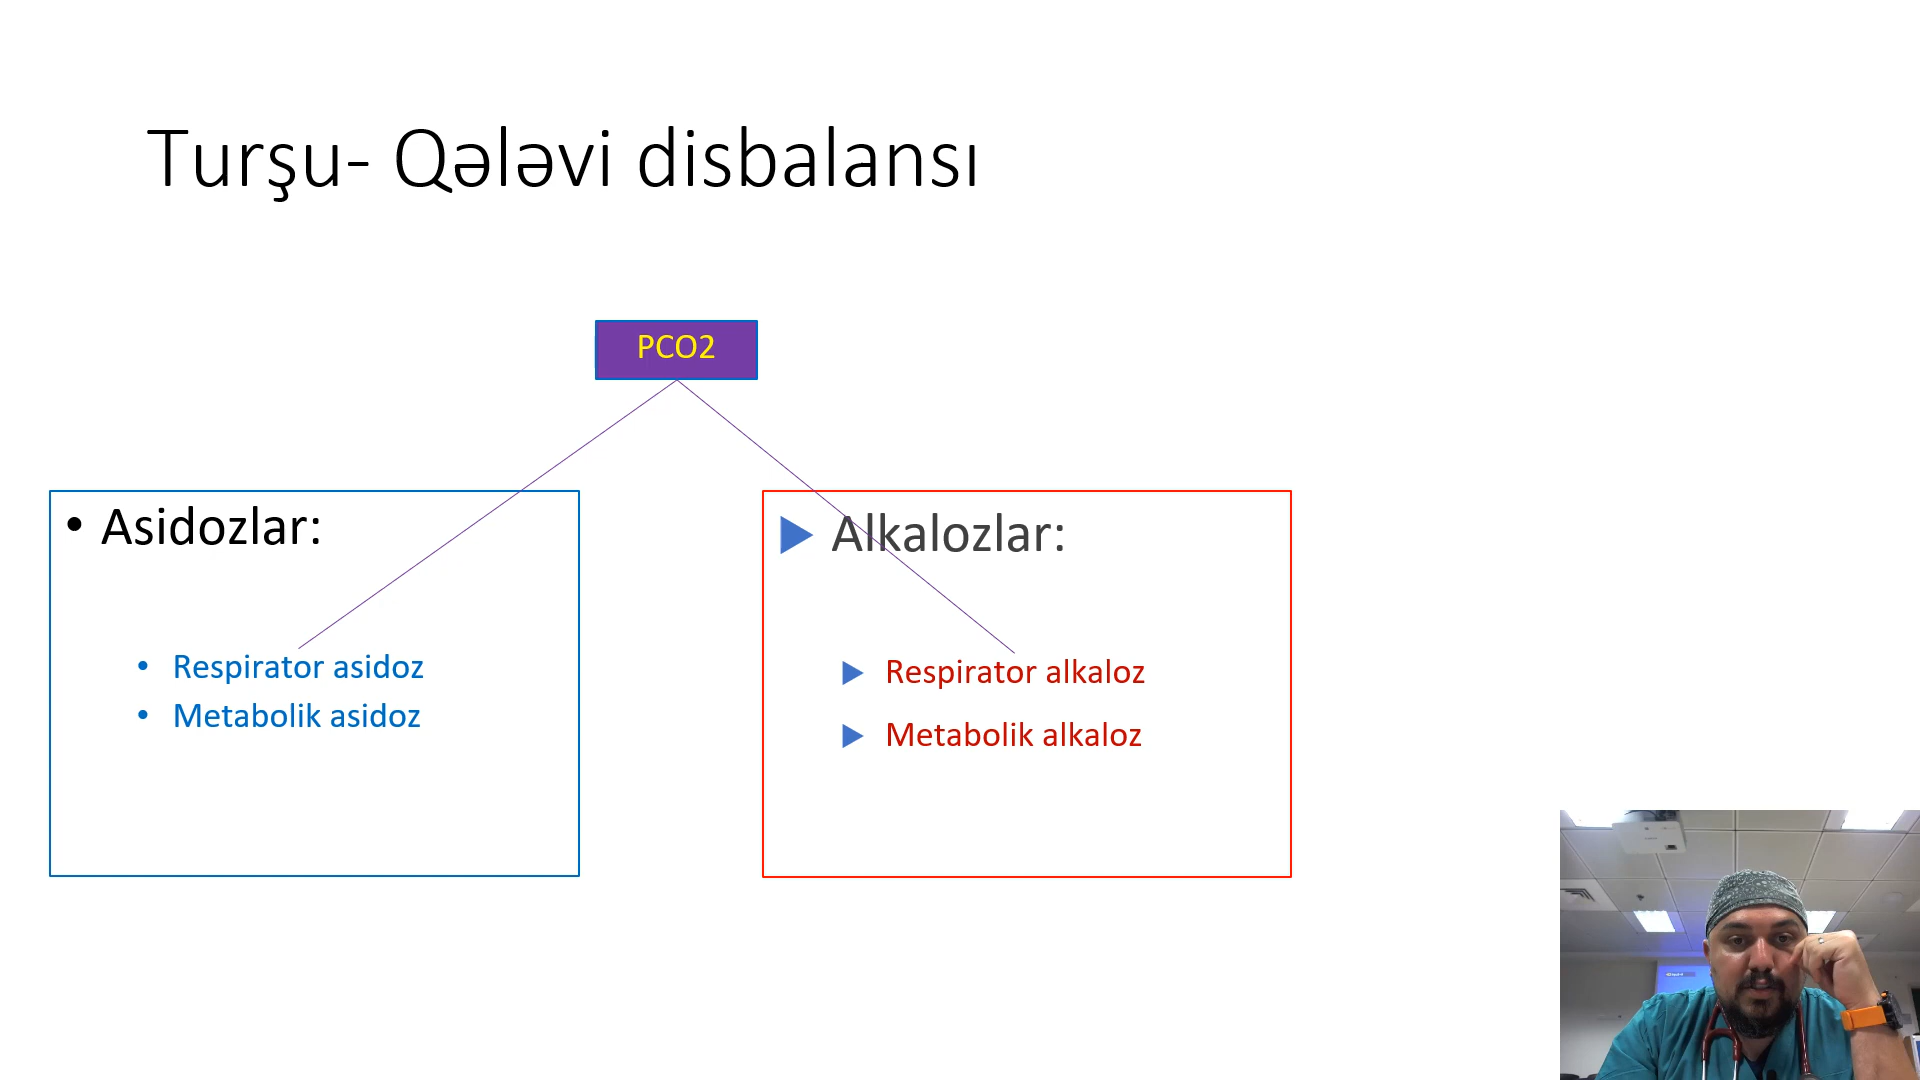 Turşu- Qələvi disbalansı
PCO2
• Asidozlar:
• Respirator asidoz
• Metabolik asidoz
Alkalozlar:
Respirator alkaloz
Metabolik alkaloz